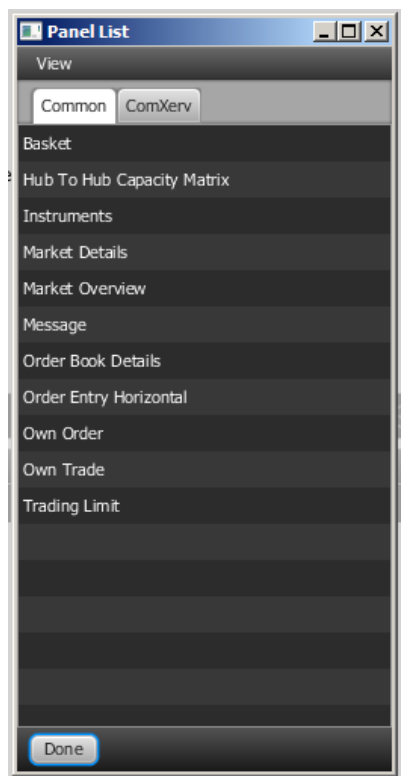 Panel List
View
Common ComXerv
Basket
Hub To Hub Capacity Matrix
Instruments
Market Details
Market Overview
Message
Order Book Details
Order Entry Horizontal
Own Order
Own Trade
Trading Limit
Done